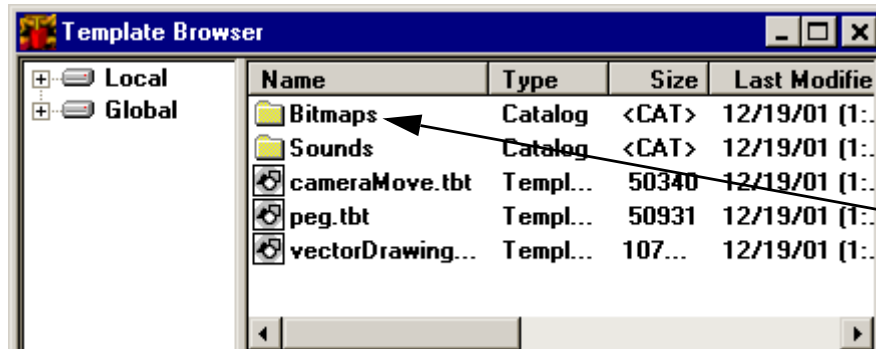 Template Browser
Local
Global
Name Type Size Last Modifie
Bitmaps Catalog <CAT> 12/19/01 (1:.
Sounds Catalog <CAT> 12/19/01 (1:.
cameraMove.tbt Templ... 50340 12/19/01 (1:.
peg.tbt Templ... 50931 12/19/01 (1:.
vectorDrawing... Templ... 107... 12/19/01 (1:.